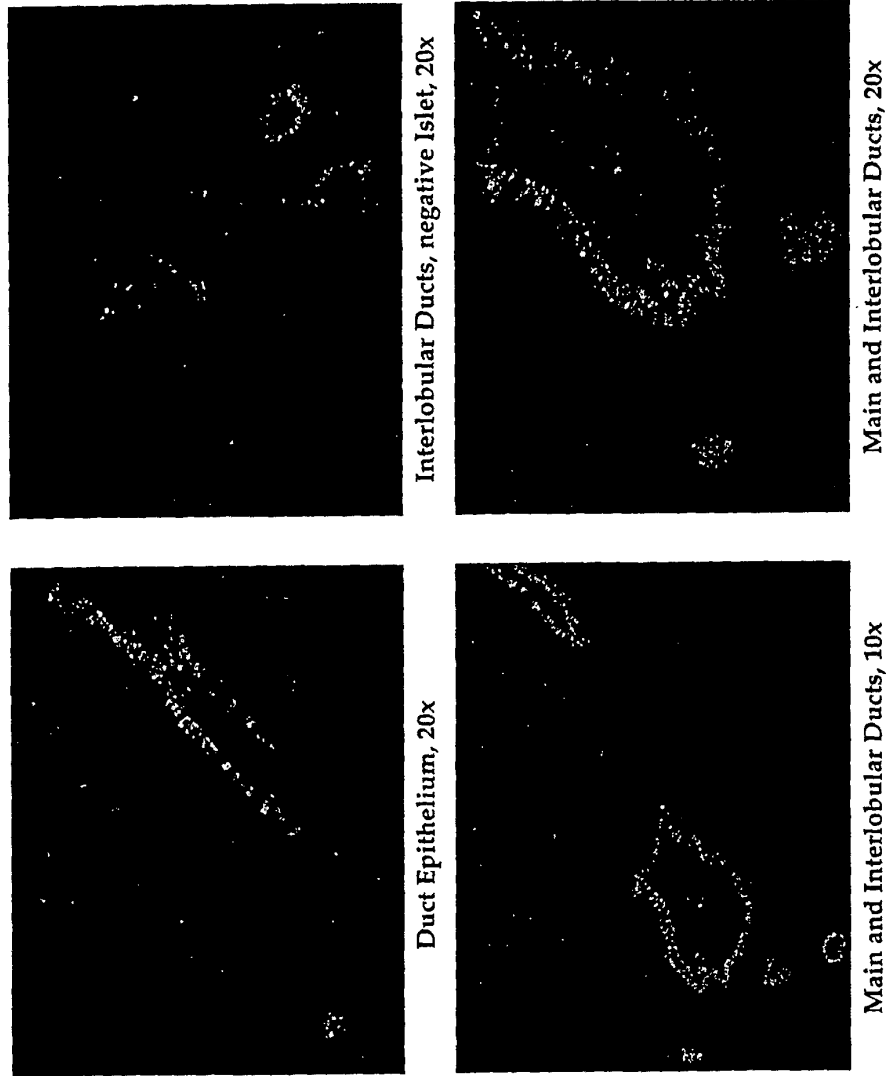 Duct Epithelium, 20x
Interlobular Ducts, negative Islet, 20x
Main and Interlobular Ducts, 10x
Main and Interlobular Ducts, 20x